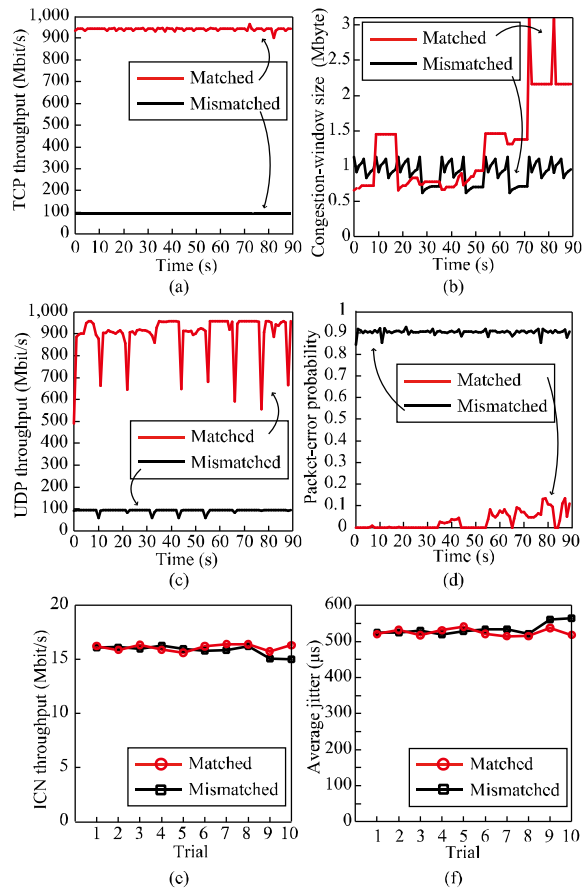 1,000
900
800
700
600
500
400
300
200
100
0
TCP throughput (Mbit/s)
Matched
Mismatched
0 10 20 30 40 50 60 70 80 90
Time (s)
(a)
3
2.5
2
1.5
1
0.5
0
Congestion-window size (Mbyte)
Matched
Mismatched
0 10 20 30 40 50 60 70 80 90
Time (s)
(b)
1,000
900
800
700
600
500
400
300
200
100
0
UDP throughput (Mbit/s)
Matched
Mismatched
0 10 20 30 40 50 60 70 80 90
Time (s)
(c)
1
0.9
0.8
0.7
0.6
0.5
0.4
0.3
0.2
0.1
0
Packet-error probability
Matched
Mismatched
0 10 20 30 40 50 60 70 80 90
Time (s)
(d)
20
15
10
5
0
ICN throughput (Mbit/s)
Matched
Mismatched
1 2 3 4 5 6 7 8 9 10
Trial
(e)
600
550
500
450
400
350
300
250
200
150
100
50
0
Average jitter (µs)
Matched
Mismatched
1 2 3 4 5 6 7 8 9 10
Trial
(f)